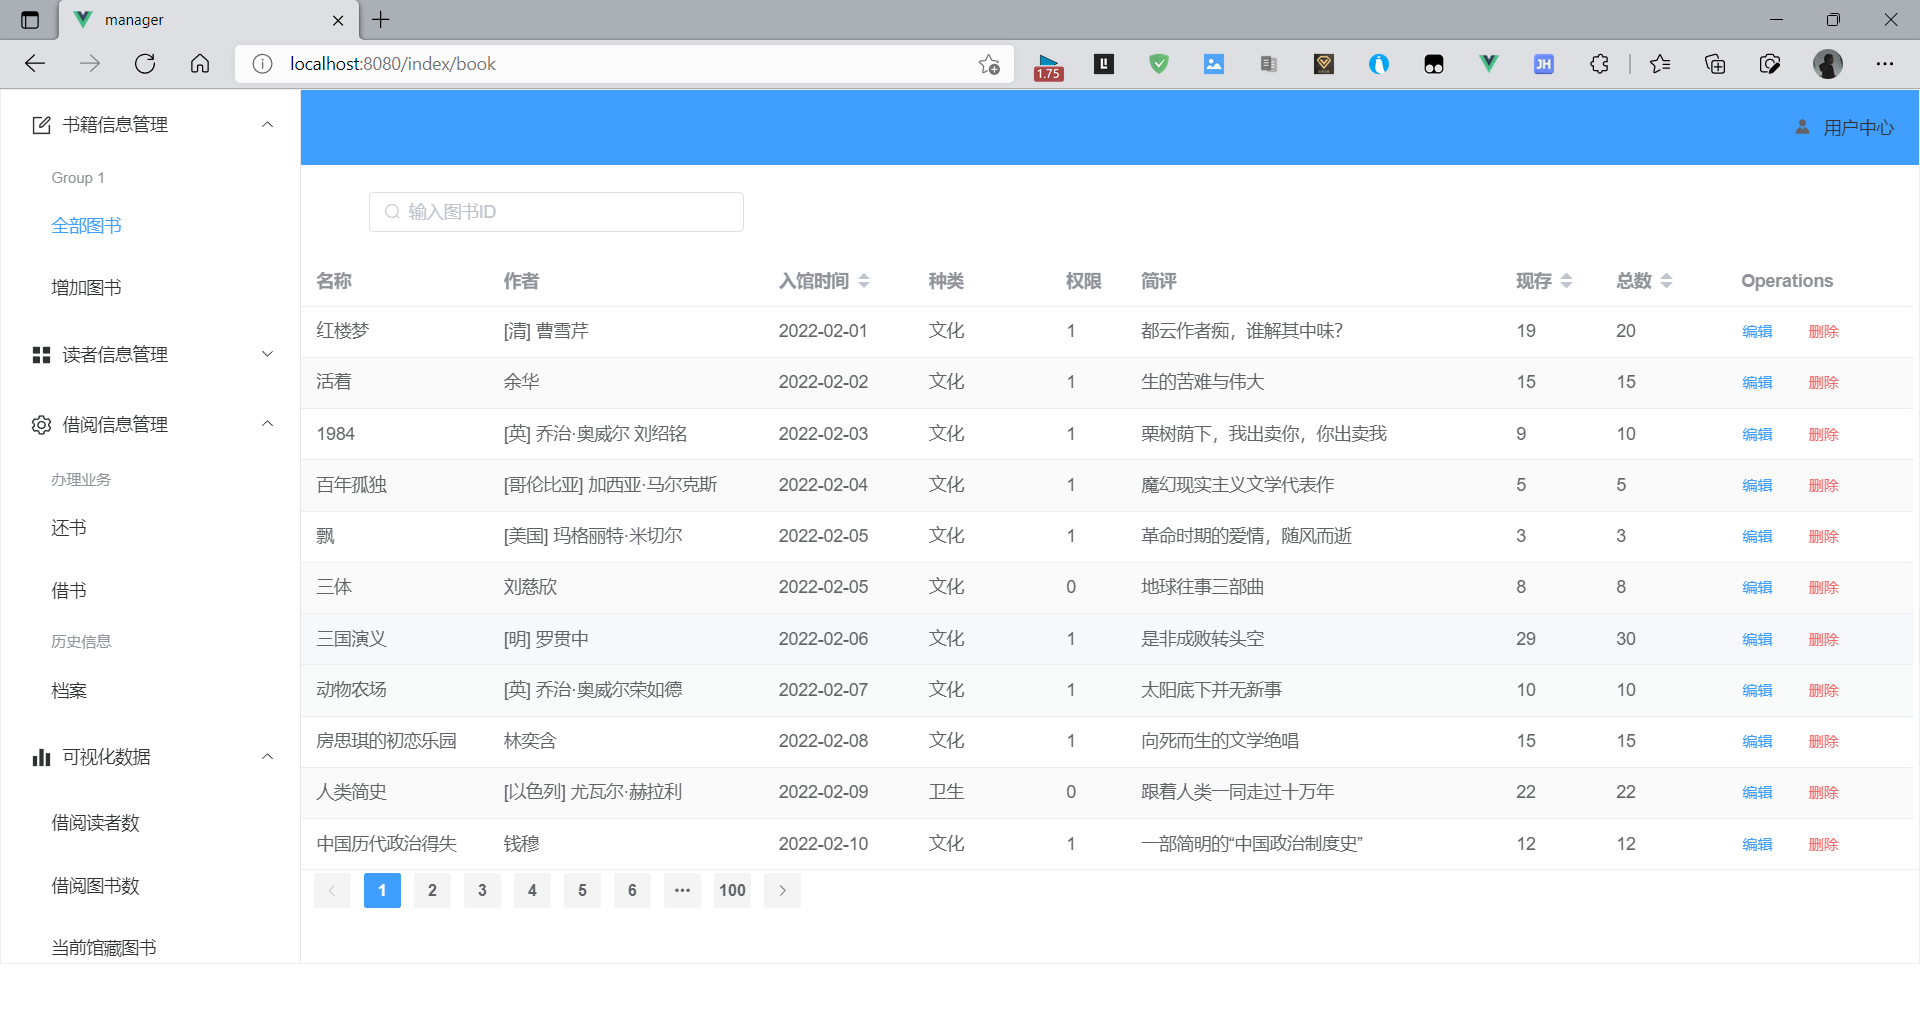 manager
localhost:8080/index/book
1.75
JH
书籍信息管理
Group 1
全部图书
增加图书
读者信息管理
借阅信息管理
办理业务
还书
借书
历史信息
档案
可视化数据
借阅读者数
借阅图书数
当前馆藏图书
用户中心
输入图书ID
名称 作者 入馆时间 种类 权限 简评 现存 总数 Operations
红楼梦 [清] 曹雪芹 2022-02-01 文化 1 都云作者痴，谁解其中味？ 19 20 编辑 删除
活着 余华 2022-02-02 文化 1 生的苦难与伟大 15 15 编辑 删除
1984 [英] 乔治·奥威尔 刘绍铭 2022-02-03 文化 1 栗树荫下，我出卖你，你出卖我 9 10 编辑 删除
百年孤独 [哥伦比亚] 加西亚·马尔克斯 2022-02-04 文化 1 魔幻现实主义文学代表作 5 5 编辑 删除
飘 [美国] 玛格丽特·米切尔 2022-02-05 文化 1 革命时期的爱情，随风而逝 3 3 编辑 删除
三体 刘慈欣 2022-02-05 文化 0 地球往事三部曲 8 8 编辑 删除
三国演义 [明] 罗贯中 2022-02-06 文化 1 是非成败转头空 29 30 编辑 删除
动物农场 [英] 乔治·奥威尔荣如德 2022-02-07 文化 1 太阳底下并无新事 10 10 编辑 删除
房思琪的初恋乐园 林奕含 2022-02-08 文化 1 向死而生的文学绝唱 15 15 编辑 删除
人类简史 [以色列] 尤瓦尔·赫拉利 2022-02-09 卫生 0 跟着人类一同走过十万年 22 22 编辑 删除
中国历代政治得失 钱穆 2022-02-10 文化 1 一部简明的“中国政治制度史” 12 12 编辑 删除
1 2 3 4 5 6 ··· 100